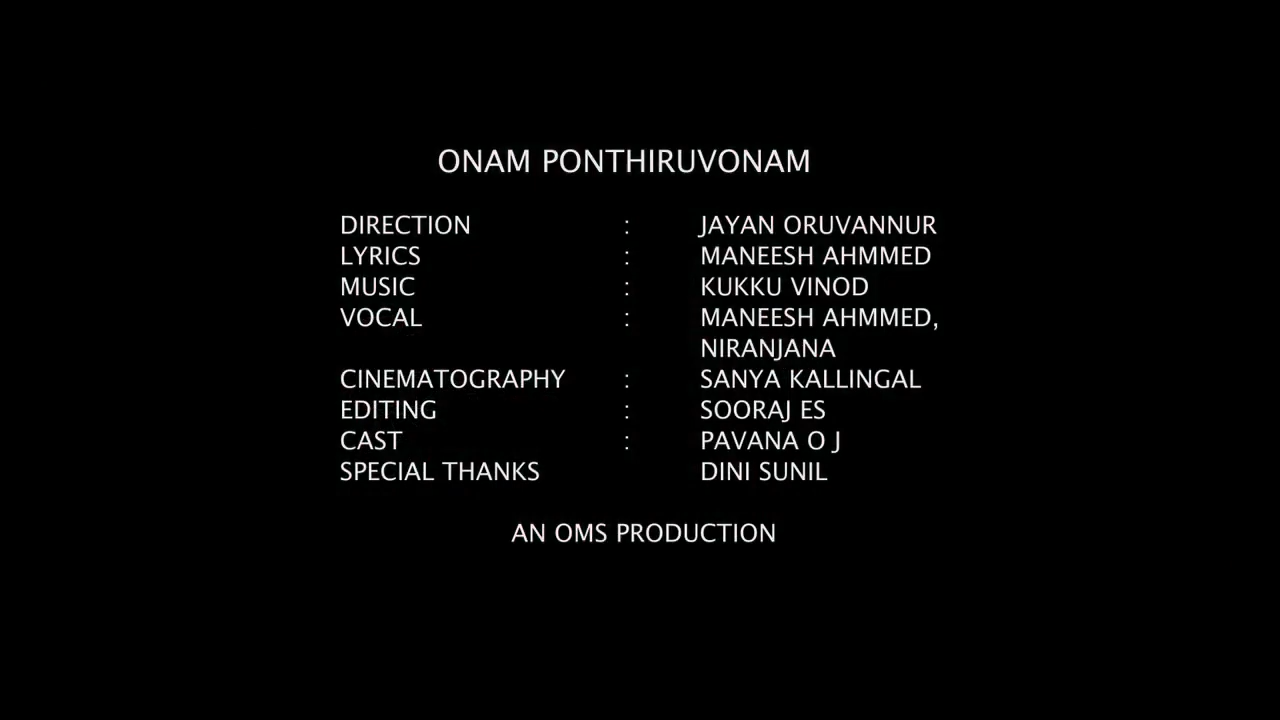 ONAM PONTHIRUVONAM
DIRECTION : JAYAN ORUVANNUR
LYRICS : MANEESH AHMMED
MUSIC : KUKKU VINOD
VOCAL : MANEESH AHMMED,
NIRANJANA
CINEMATOGRAPHY : SANYA KALLINGAL
EDITING : SOORAJ ES
CAST : PAVANA O J
SPECIAL THANKS DINI SUNIL
AN OMS PRODUCTION